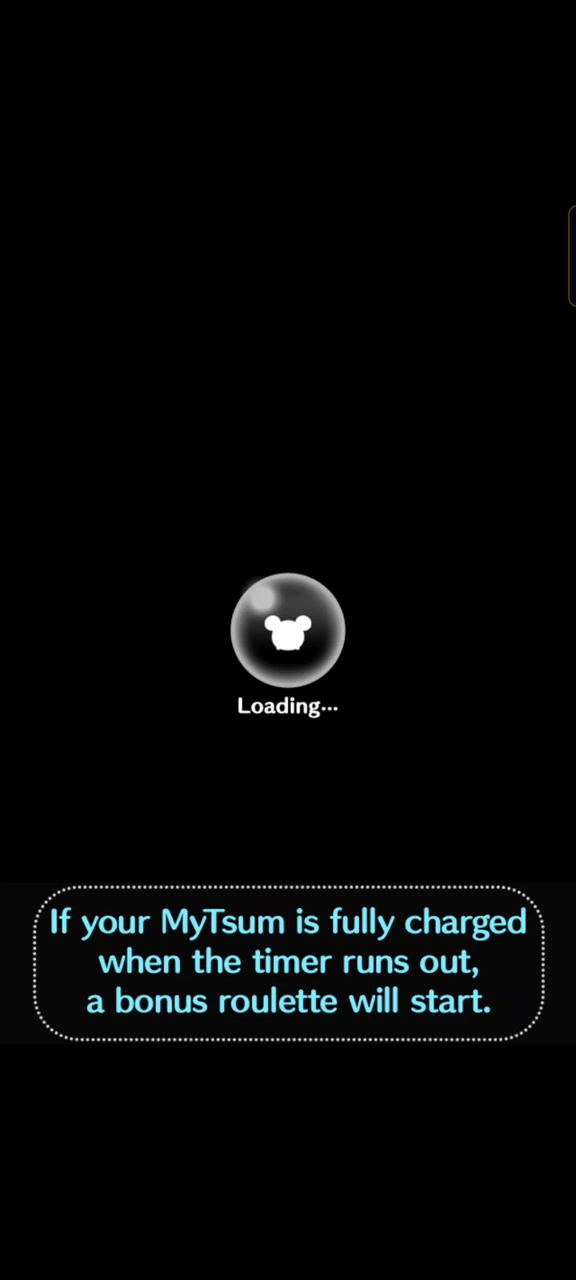 Loading…
If your MyTsum is fully charged
when the timer runs out,
a bonus roulette will start.